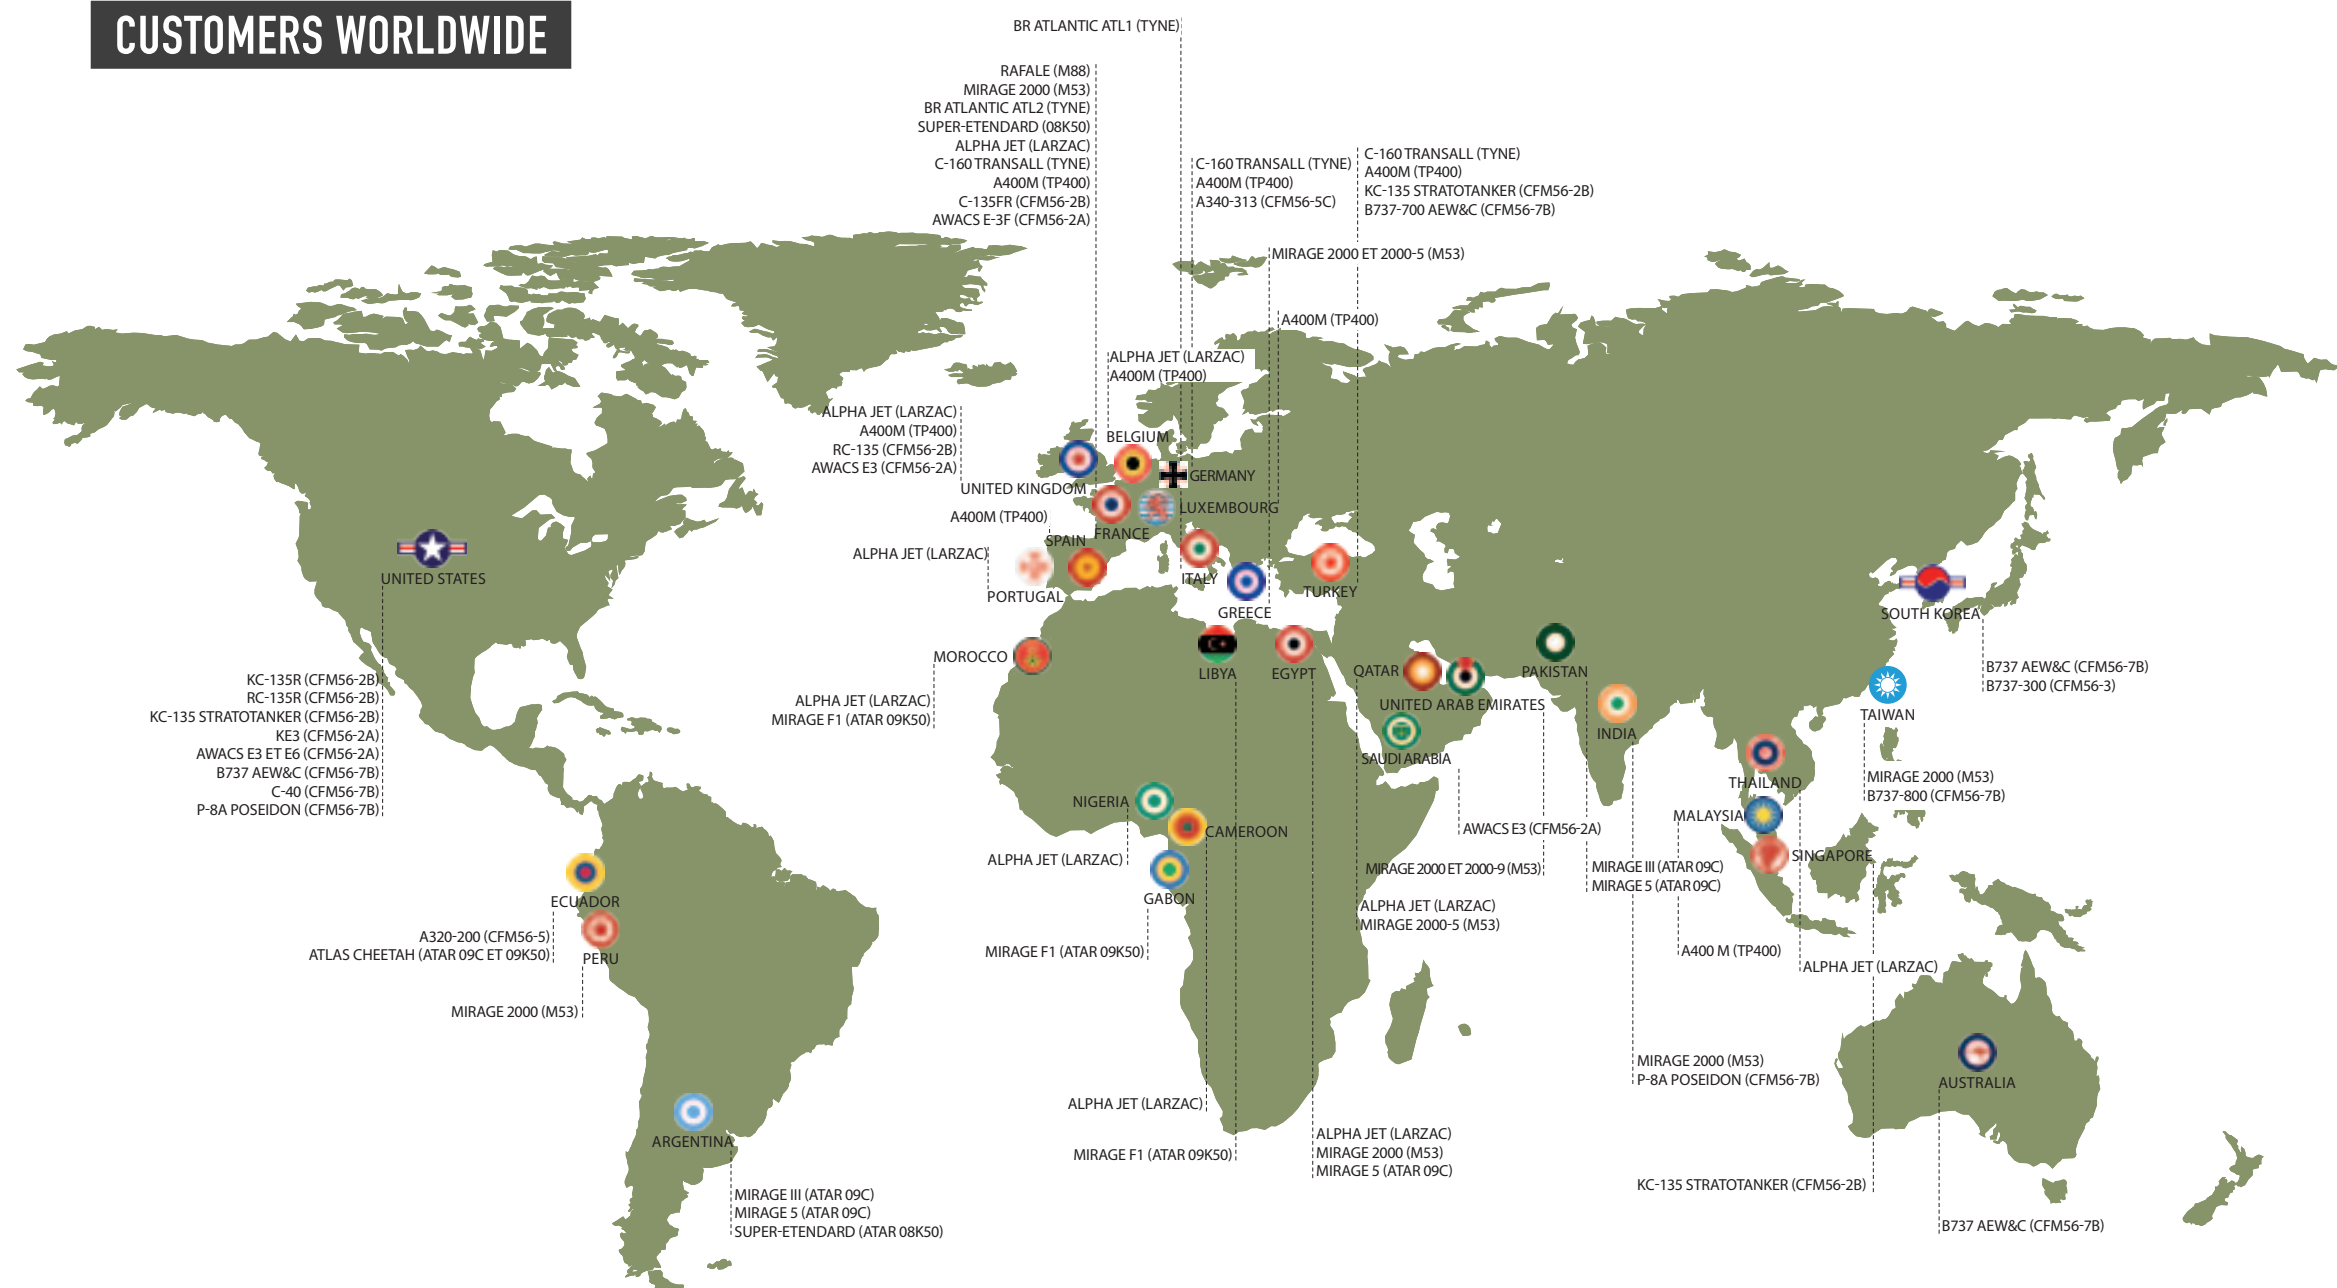 CUSTOMERS WORLDWIDE
BR ATLANTIC ATL1 (TYNE)
RAFALE (M88)
MIRAGE 2000 (M53)
BR ATLANTIC ATL2 (TYNE)
SUPER-ETENDARD (08K50)
ALPHA JET (LARZAC)
C-160 TRANSALL (TYNE)
A400M (TP400)
C-135FR (CFM56-2B)
AWACS E-3F (CFM56-2A)
C-160 TRANSALL (TYNE)
A400M (TP400)
A340-313 (CFM56-5C)
C-160 TRANSALL (TYNE)
A400M (TP400)
KC-135 STRATOTANKER (CFM56-2B)
B737-700 AEW&C (CFM56-7B)
MIRAGE 2000 ET 2000-5 (M53)
A400M (TP400)
ALPHA JET (LARZAC)
A400M (TP400)
ALPHA JET (LARZAC)
A400M (TP400)
RC-135 (CFM56-2B)
AWACS E3 (CFM56-2A)
BELGIUM
GERMANY
UNITED KINGDOM
LUXEMBOURG
A400M (TP400)
FRANCE
SPAIN
ALPHA JET (LARZAC)
PORTUGAL
ITALY
GREECE
TURKEY
UNITED STATES
KC-135R (CFM56-2B)
RC-135R (CFM56-2B)
KC-135 STRATOTANKER (CFM56-2B)
KE3 (CFM56-2A)
AWACS E3 ET E6 (CFM56-2A)
B737 AEW&C (CFM56-7B)
C-40 (CFM56-7B)
P-8A POSEIDON (CFM56-7B)
SOUTH KOREA
B737 AEW&C (CFM56-7B)
B737-300 (CFM56-3)
MOROCCO
ALPHA JET (LARZAC)
MIRAGE F1 (ATAR 09K50)
LIBYA
EGYPT
QATAR
PAKISTAN
UNITED ARAB EMIRATES
INDIA
SAUDI ARABIA
TAIWAN
MIRAGE 2000 (M53)
B737-800 (CFM56-7B)
THAILAND
MALAYSIA
SINGAPORE
NIGERIA
CAMEROON
ALPHA JET (LARZAC)
GABON
MIRAGE F1 (ATAR 09K50)
AWACS E3 (CFM56-2A)
MIRAGE 2000 ET 2000-9 (M53)
MIRAGE III (ATAR 09C)
MIRAGE 5 (ATAR 09C)
ALPHA JET (LARZAC)
MIRAGE 2000-5 (M53)
A400 M (TP400)
ALPHA JET (LARZAC)
ECUADOR
A320-200 (CFM56-5)
ATLAS CHEETAH (ATAR 09C ET 09K50)
PERU
MIRAGE 2000 (M53)
MIRAGE 2000 (M53)
P-8A POSEIDON (CFM56-7B)
AUSTRALIA
ALPHA JET (LARZAC)
MIRAGE F1 (ATAR 09K50)
ALPHA JET (LARZAC)
MIRAGE 2000 (M53)
MIRAGE 5 (ATAR 09C)
ARGENTINA
MIRAGE III (ATAR 09C)
MIRAGE 5 (ATAR 09C)
SUPER-ETENDARD (ATAR 08K50)
KC-135 STRATOTANKER (CFM56-2B)
B737 AEW&C (CFM56-7B)